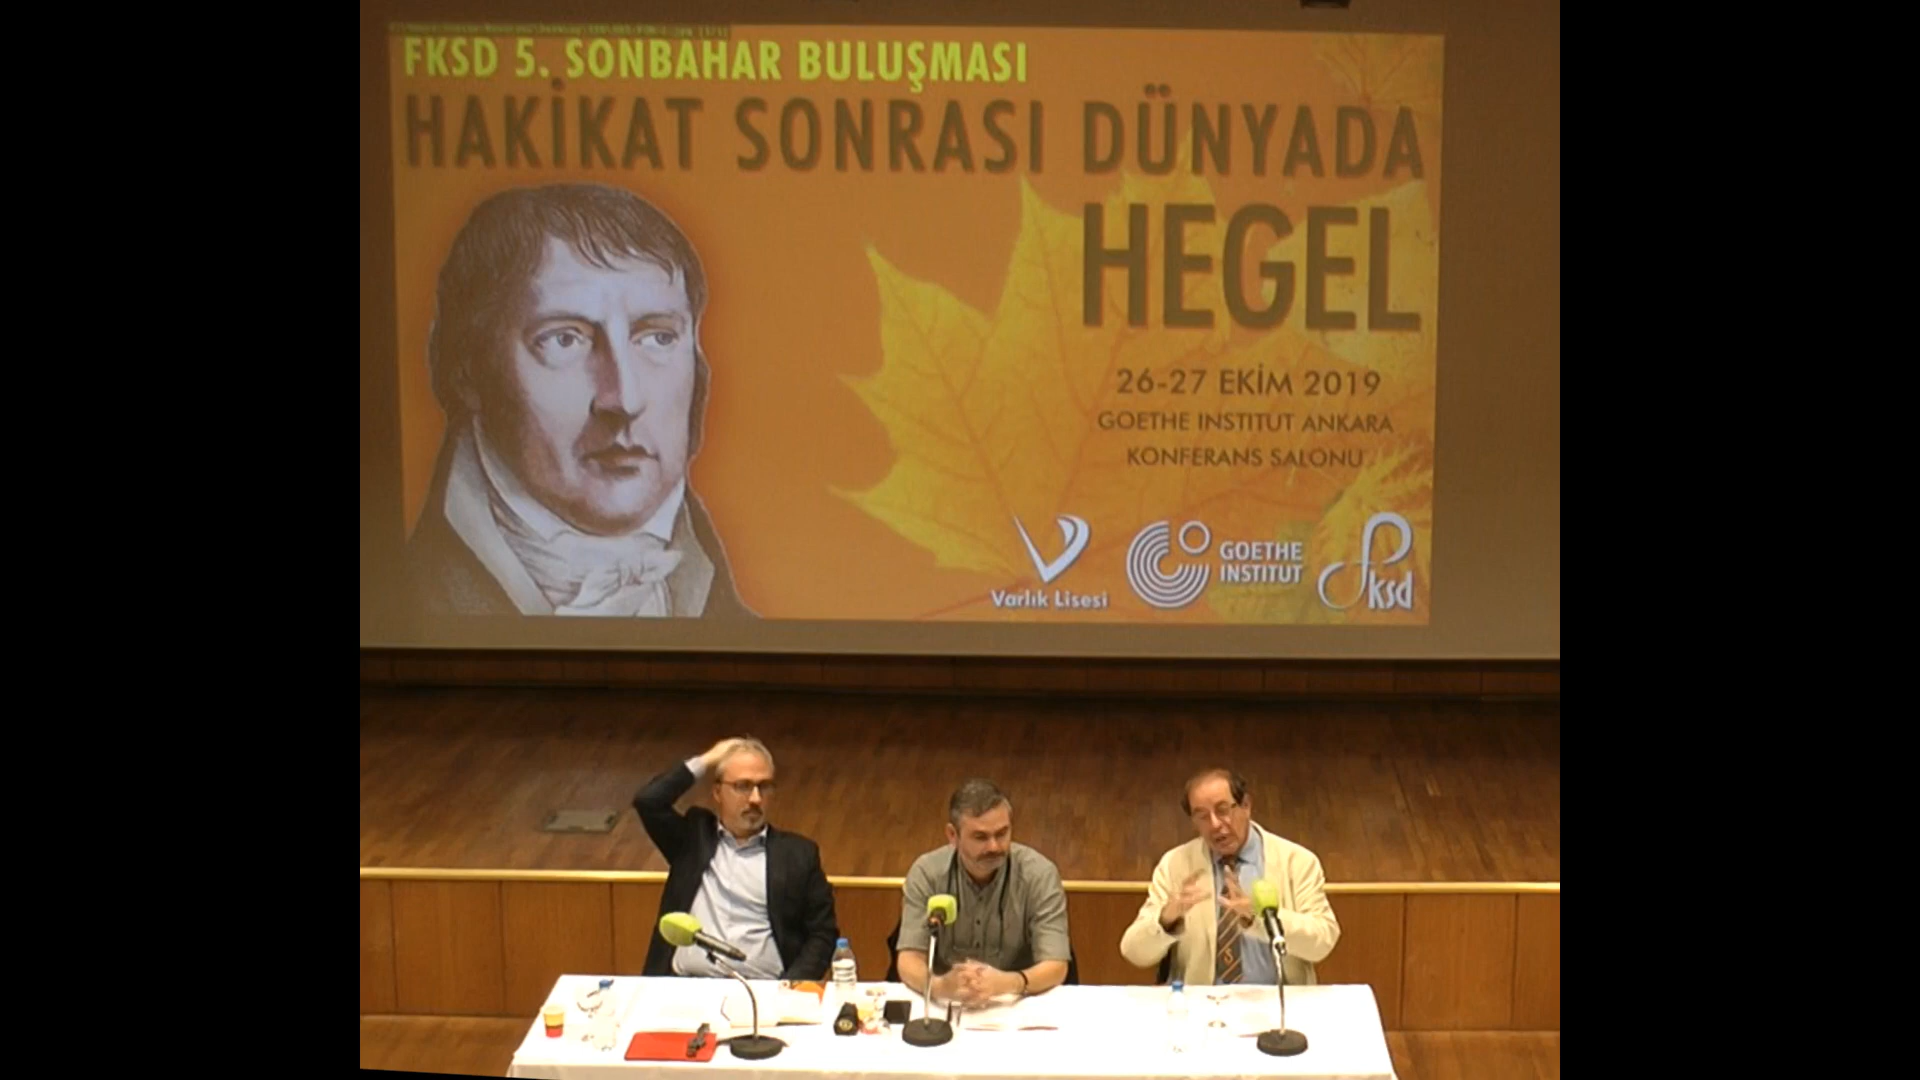 FKSD 5. SONBAHAR BULUŞMASI
HAKİKAT SONRASI DÜNYADA
HEGEL
26-27 EKİM 2019
GOETHE INSTITUT ANKARA
KONFERANS SALONU
Varlık Lisesi
GOETHE
INSTITUT
fksd